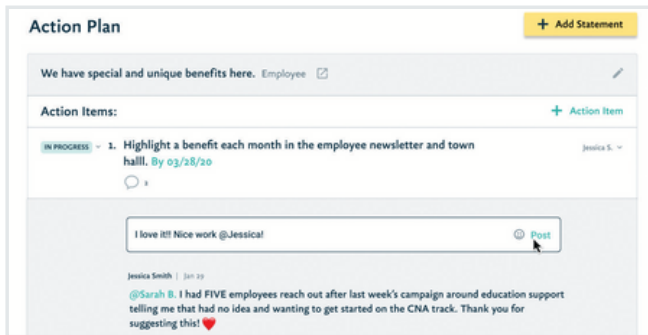 Action Plan
+ Add Statement
We have special and unique benefits here. Employee
Action Items:
+ Action Item
IN PROGRESS 1. Highlight a benefit each month in the employee newsletter and town
Jessica S.
halll. By 03/28/20
I love it!! Nice work @Jessica!
Post
Jessica Smith | Jan 29
@Sarah B. I had FIVE employees reach out after last week's campaign around education support
telling me that had no idea and wanting to get started on the CNA track. Thank you for
suggesting this! ❤️